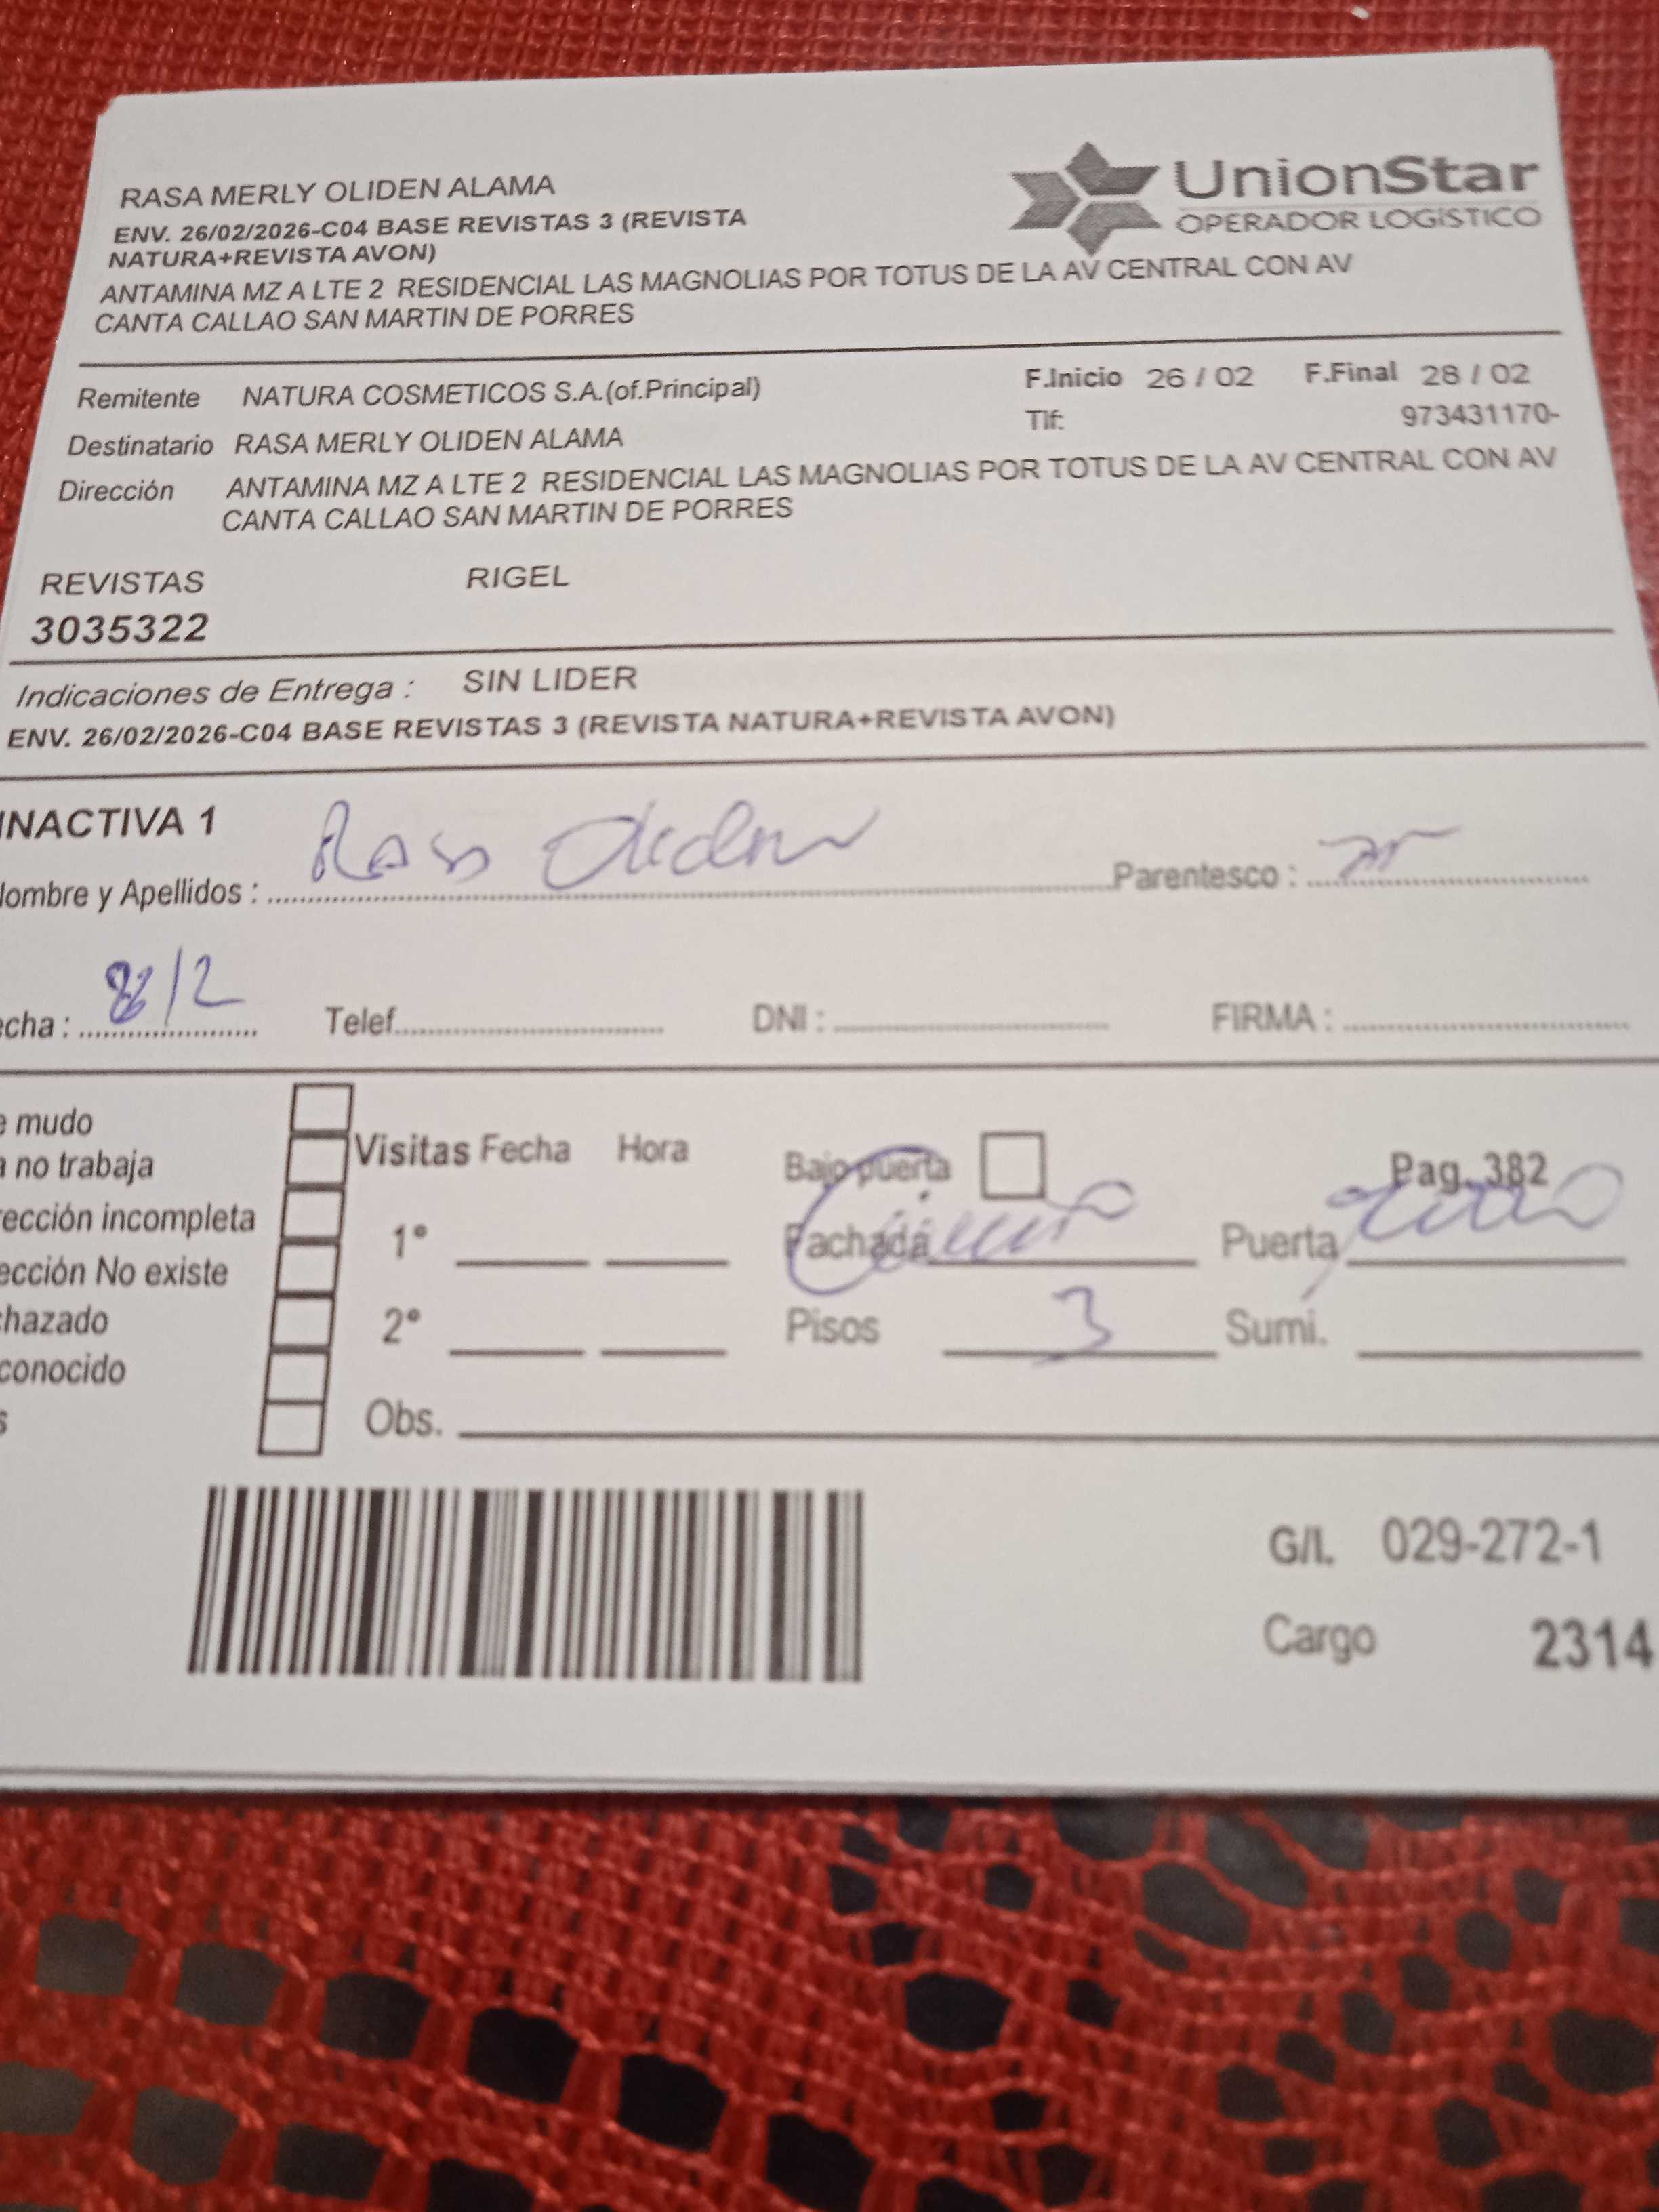 RASA MERLY OLIDEN ALAMA
UnionStar
OPERADOR LOGÍSTICO
ENV. 26/02/2026-C04 BASE REVISTAS 3 (REVISTA
NATURA+REVISTA AVON)
ANTAMINA MZ A LTE 2 RESIDENCIAL LAS MAGNOLIAS POR TOTUS DE LA AV CENTRAL CON AV
CANTA CALLAO SAN MARTIN DE PORRES
Remitente NATURA COSMETICOS S.A.(of.Principal) F.Inicio 26 / 02 F.Final 28 / 02
Destinatario RASA MERLY OLIDEN ALAMA Tlf: 973431170-
Dirección ANTAMINA MZ A LTE 2 RESIDENCIAL LAS MAGNOLIAS POR TOTUS DE LA AV CENTRAL CON AV
CANTA CALLAO SAN MARTIN DE PORRES
REVISTAS RIGEL
3035322
Indicaciones de Entrega : SIN LIDER
ENV. 26/02/2026-C04 BASE REVISTAS 3 (REVISTA NATURA+REVISTA AVON)
INACTIVA 1
Nombre y Apellidos : Rasa Oliden Parentesco :
echa : /2 Telef. DNI : FIRMA :
e mudo
a no trabaja Visitas Fecha Hora Bajo puerta Pag. 382
rección incompleta 1° Fachada Puerta
ección No existe
chazado 2° Pisos 3 Sumi.
conocido
s Obs.
G/I. 029-272-1
Cargo 2314